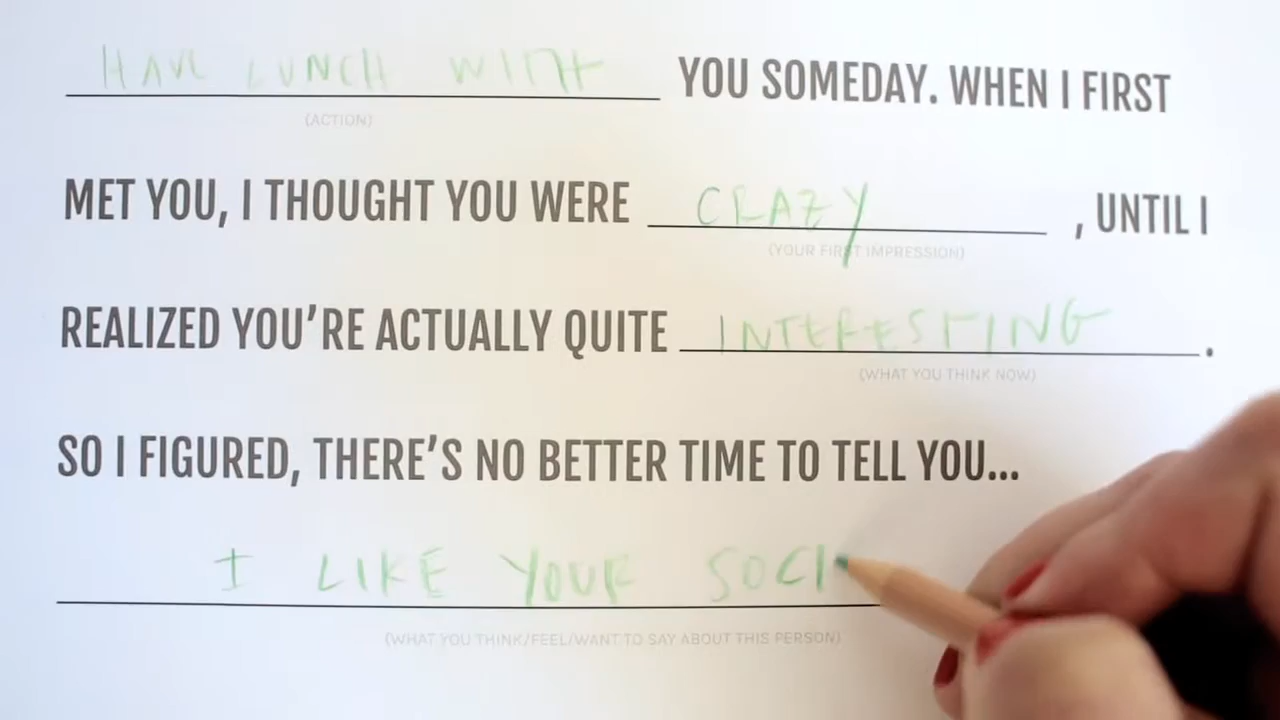 HAVE LUNCH WITH YOU SOMEDAY. WHEN I FIRST
(ACTION)
MET YOU, I THOUGHT YOU WERE CRAZY , UNTIL I
(YOUR FIRST IMPRESSION)
REALIZED YOU'RE ACTUALLY QUITE INTERESTING .
(WHAT YOU THINK NOW)
SO I FIGURED, THERE'S NO BETTER TIME TO TELL YOU...
I LIKE YOUR
(WHAT YOU THINK/FEEL/WANT TO SAY ABOUT THIS PERSON)